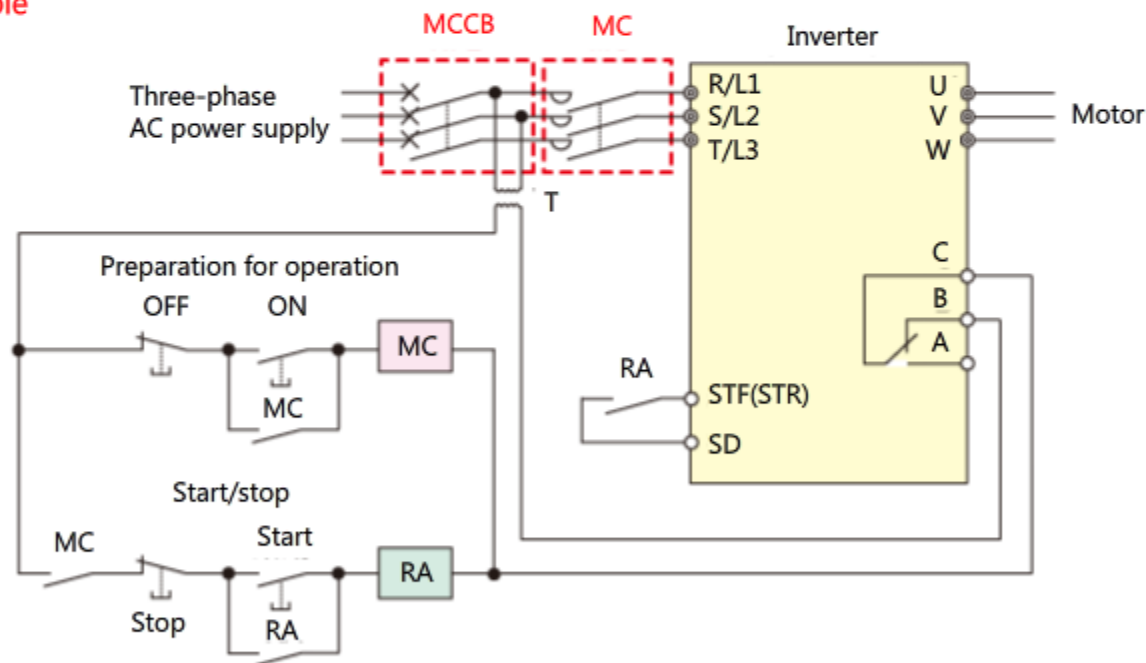 MCCB
MC
Inverter
Three-phase
AC power supply
R/L1
S/L2
T/L3
U
V
W
Motor
T
Preparation for operation
OFF
ON
MC
MC
C
B
A
RA
STF(STR)
SD
Start/stop
MC
Start
RA
Stop
RA